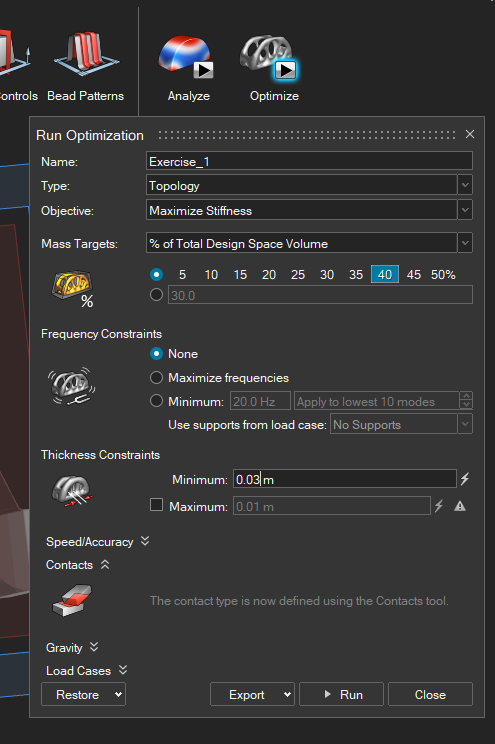 ontrols Bead Patterns Analyze Optimize
Run Optimization
Name: Exercise_1
Type: Topology
Objective: Maximize Stiffness
Mass Targets: % of Total Design Space Volume
5 10 15 20 25 30 35 40 45 50%
% 30.0
Frequency Constraints
None
Maximize frequencies
Minimum: 20.0 Hz Apply to lowest 10 modes
Use supports from load case: No Supports
Thickness Constraints
Minimum: 0.03 m
Maximum: 0.01 m
Speed/Accuracy
Contacts
The contact type is now defined using the Contacts tool.
Gravity
Load Cases
Restore Export Run Close